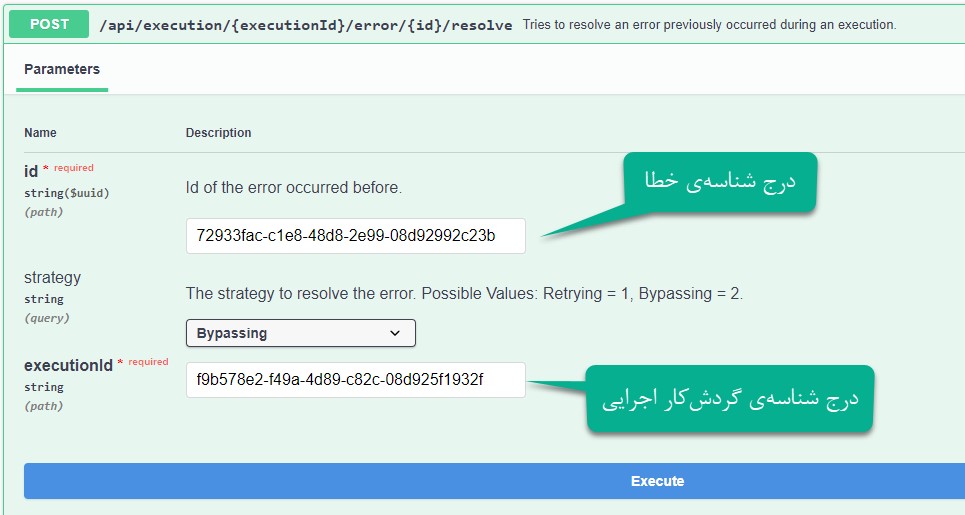 POST /api/execution/{executionId}/error/{id}/resolve Tries to resolve an error previously occurred during an execution.
Parameters
Name Description
id * required
string($uuid)
(path)
Id of the error occurred before.
72933fac-c1e8-48d8-2e99-08d92992c23b
درج شناسه‌ی خطا
strategy
string
(query)
The strategy to resolve the error. Possible Values: Retrying = 1, Bypassing = 2.
Bypassing
executionId * required
string
(path)
f9b578e2-f49a-4d89-c82c-08d925f1932f
درج شناسه‌ی گردش‌کار اجرایی
Execute